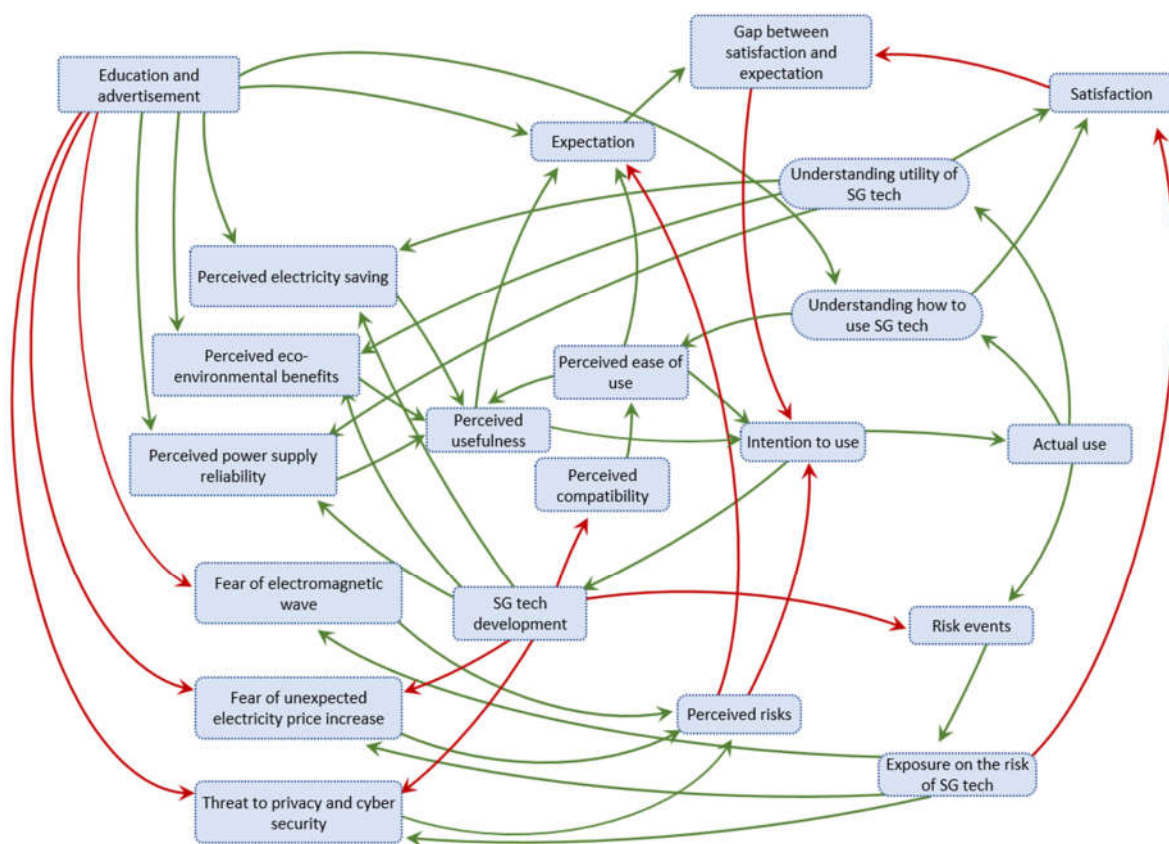 Education and
advertisement
Gap between
satisfaction and
expectation
Satisfaction
Expectation
Understanding utility of
SG tech
Perceived electricity saving
Understanding how to
use SG tech
Perceived eco-
environmental benefits
Perceived ease of
use
Perceived
usefulness
Intention to use
Actual use
Perceived power supply
reliability
Perceived
compatibility
Fear of electromagnetic
wave
SG tech
development
Risk events
Fear of unexpected
electricity price increase
Perceived risks
Exposure on the risk
of SG tech
Threat to privacy and cyber
security